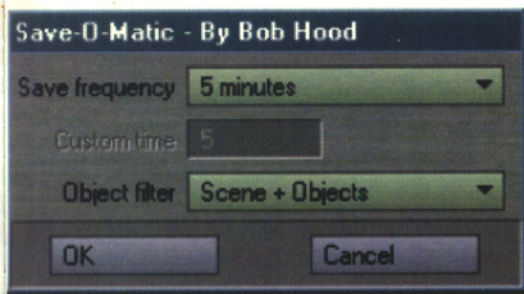 Save-O-Matic - By Bob Hood
Save frequency 5 minutes
Custom time 5
Object filter Scene + Objects
OK Cancel